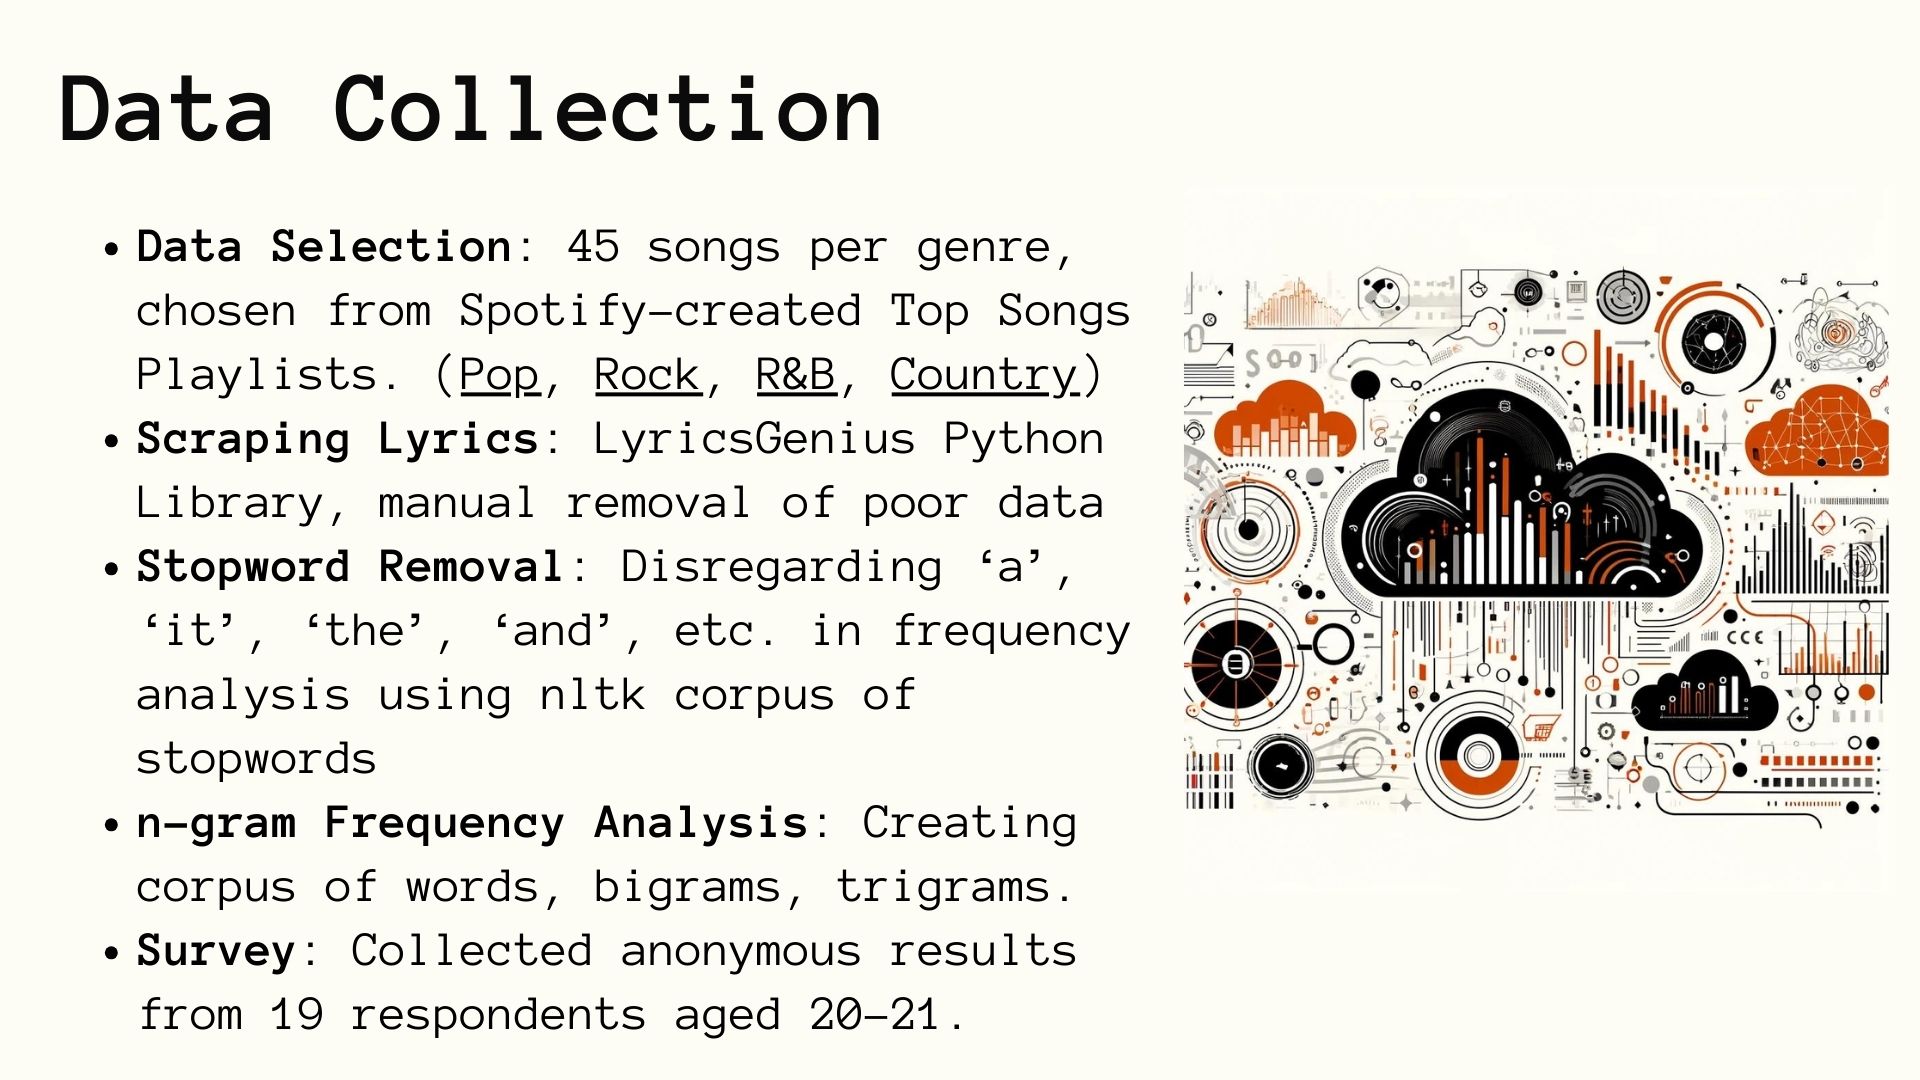 Data Collection
• Data Selection: 45 songs per genre,
chosen from Spotify-created Top Songs
Playlists. (Pop, Rock, R&B, Country)
• Scraping Lyrics: LyricsGenius Python
Library, manual removal of poor data
• Stopword Removal: Disregarding ‘a’,
‘it’, ‘the’, ‘and’, etc. in frequency
analysis using nltk corpus of
stopwords
• n-gram Frequency Analysis: Creating
corpus of words, bigrams, trigrams.
• Survey: Collected anonymous results
from 19 respondents aged 20-21.